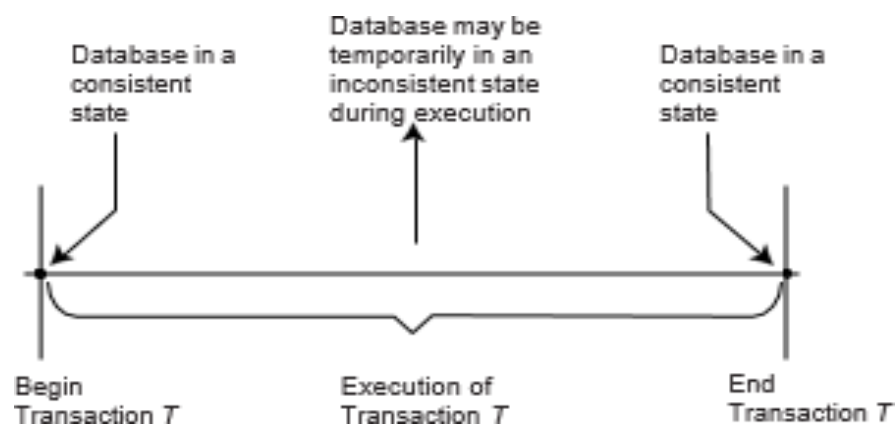 Database in a
consistent
state
Database may be
temporarily in an
inconsistent state
during execution
Database in a
consistent
state
Begin
Transaction T
Execution of
Transaction T
End
Transaction T